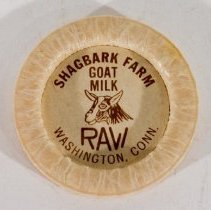 SHAGBARK FARM
GOAT
MILK
RAW
WASHINGTON, CONN.